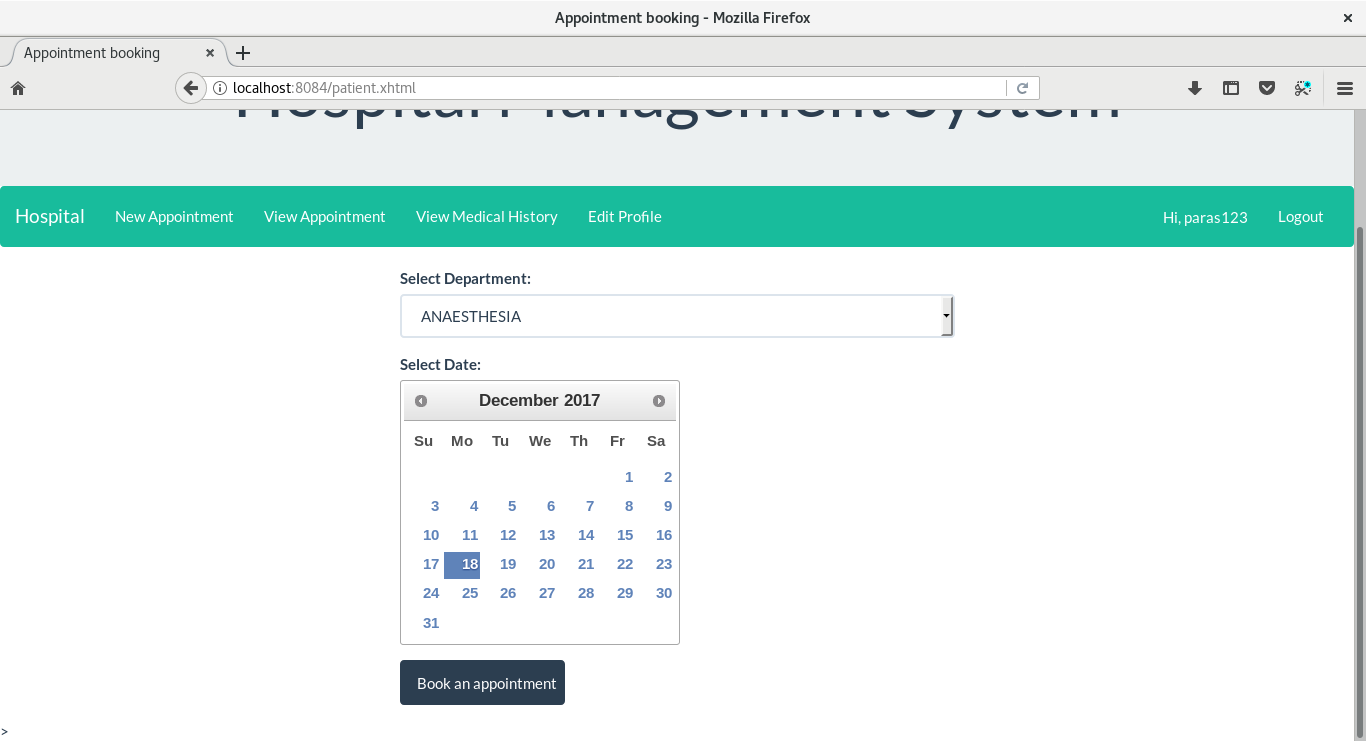 Appointment booking - Mozilla Firefox
Appointment booking
localhost:8084/patient.xhtml
Hospital Management System
Hospital New Appointment View Appointment View Medical History Edit Profile Hi, paras123 Logout
Select Department:
ANAESTHESIA
Select Date:
December 2017
Su Mo Tu We Th Fr Sa
1 2
3 4 5 6 7 8 9
10 11 12 13 14 15 16
17 18 19 20 21 22 23
24 25 26 27 28 29 30
31
Book an appointment
>